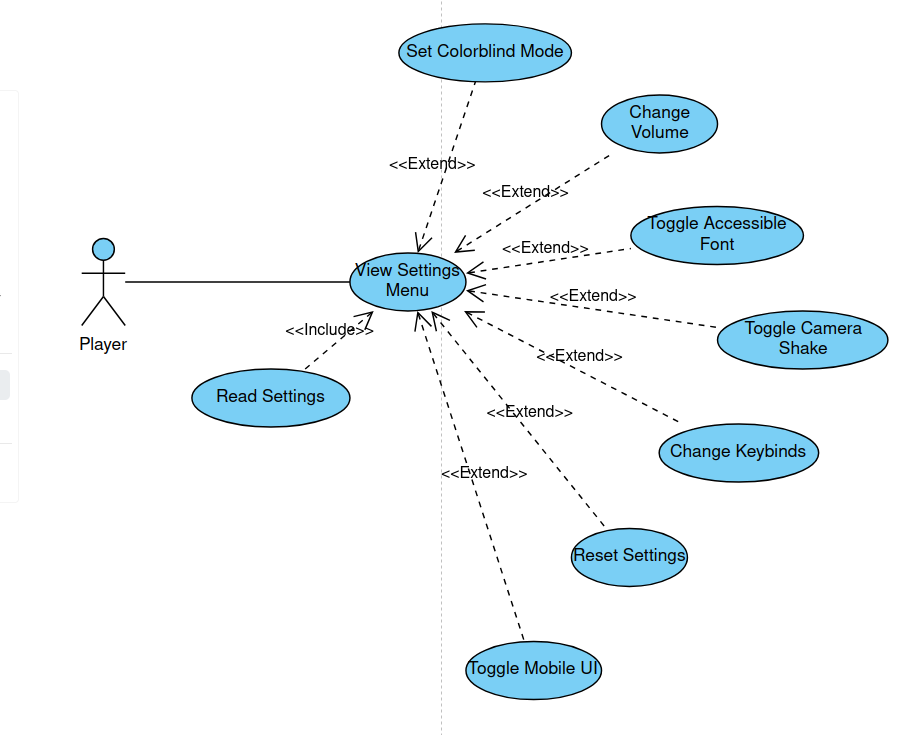 Set Colorblind Mode
Change
Volume
<<Extend>>
<<Extend>>
Toggle Accessible
Font
<<Extend>>
View Settings
Menu
<<Extend>>
Toggle Camera
Shake
<<Include>>
Player
<<Extend>>
Read Settings
<<Extend>>
Change Keybinds
<<Extend>>
Reset Settings
Toggle Mobile UI